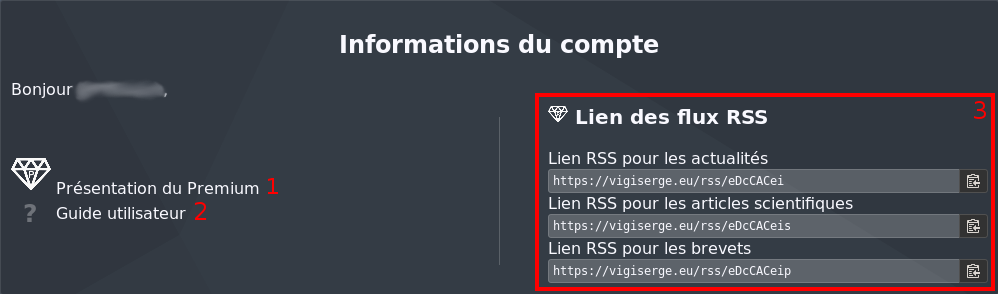 Informations du compte
Bonjour ,
Présentation du Premium 1
? Guide utilisateur 2
Lien des flux RSS 3
Lien RSS pour les actualités
https://vigiserge.eu/rss/eDcCACei
Lien RSS pour les articles scientifiques
https://vigiserge.eu/rss/eDcCACeis
Lien RSS pour les brevets
https://vigiserge.eu/rss/eDcCACeip